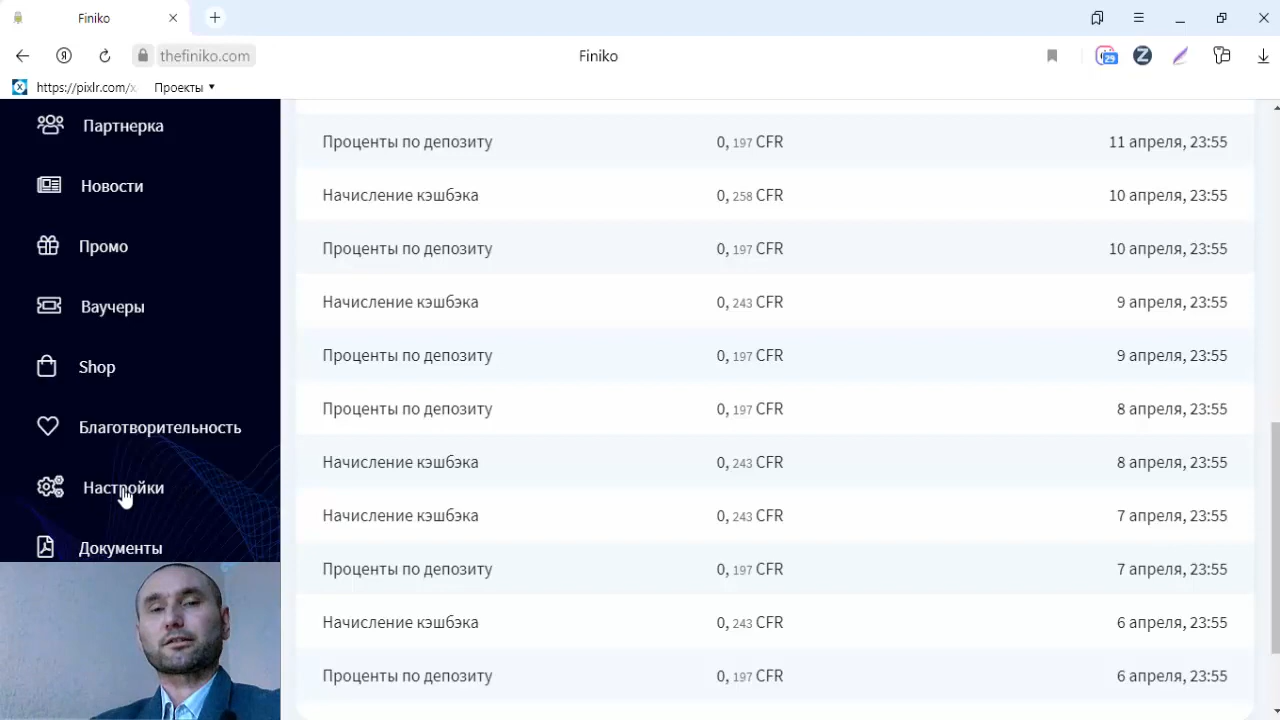 Finiko
thefiniko.com
Finiko
29
Z
Я
https://pixlr.com/x
Проекты
Партнерка
Новости
Промо
Ваучеры
Shop
Благотворительность
Настройки
Документы
Проценты по депозиту 0, 197 CFR 11 апреля, 23:55
Начисление кэшбэка 0, 258 CFR 10 апреля, 23:55
Проценты по депозиту 0, 197 CFR 10 апреля, 23:55
Начисление кэшбэка 0, 243 CFR 9 апреля, 23:55
Проценты по депозиту 0, 197 CFR 9 апреля, 23:55
Проценты по депозиту 0, 197 CFR 8 апреля, 23:55
Начисление кэшбэка 0, 243 CFR 8 апреля, 23:55
Начисление кэшбэка 0, 243 CFR 7 апреля, 23:55
Проценты по депозиту 0, 197 CFR 7 апреля, 23:55
Начисление кэшбэка 0, 243 CFR 6 апреля, 23:55
Проценты по депозиту 0, 197 CFR 6 апреля, 23:55